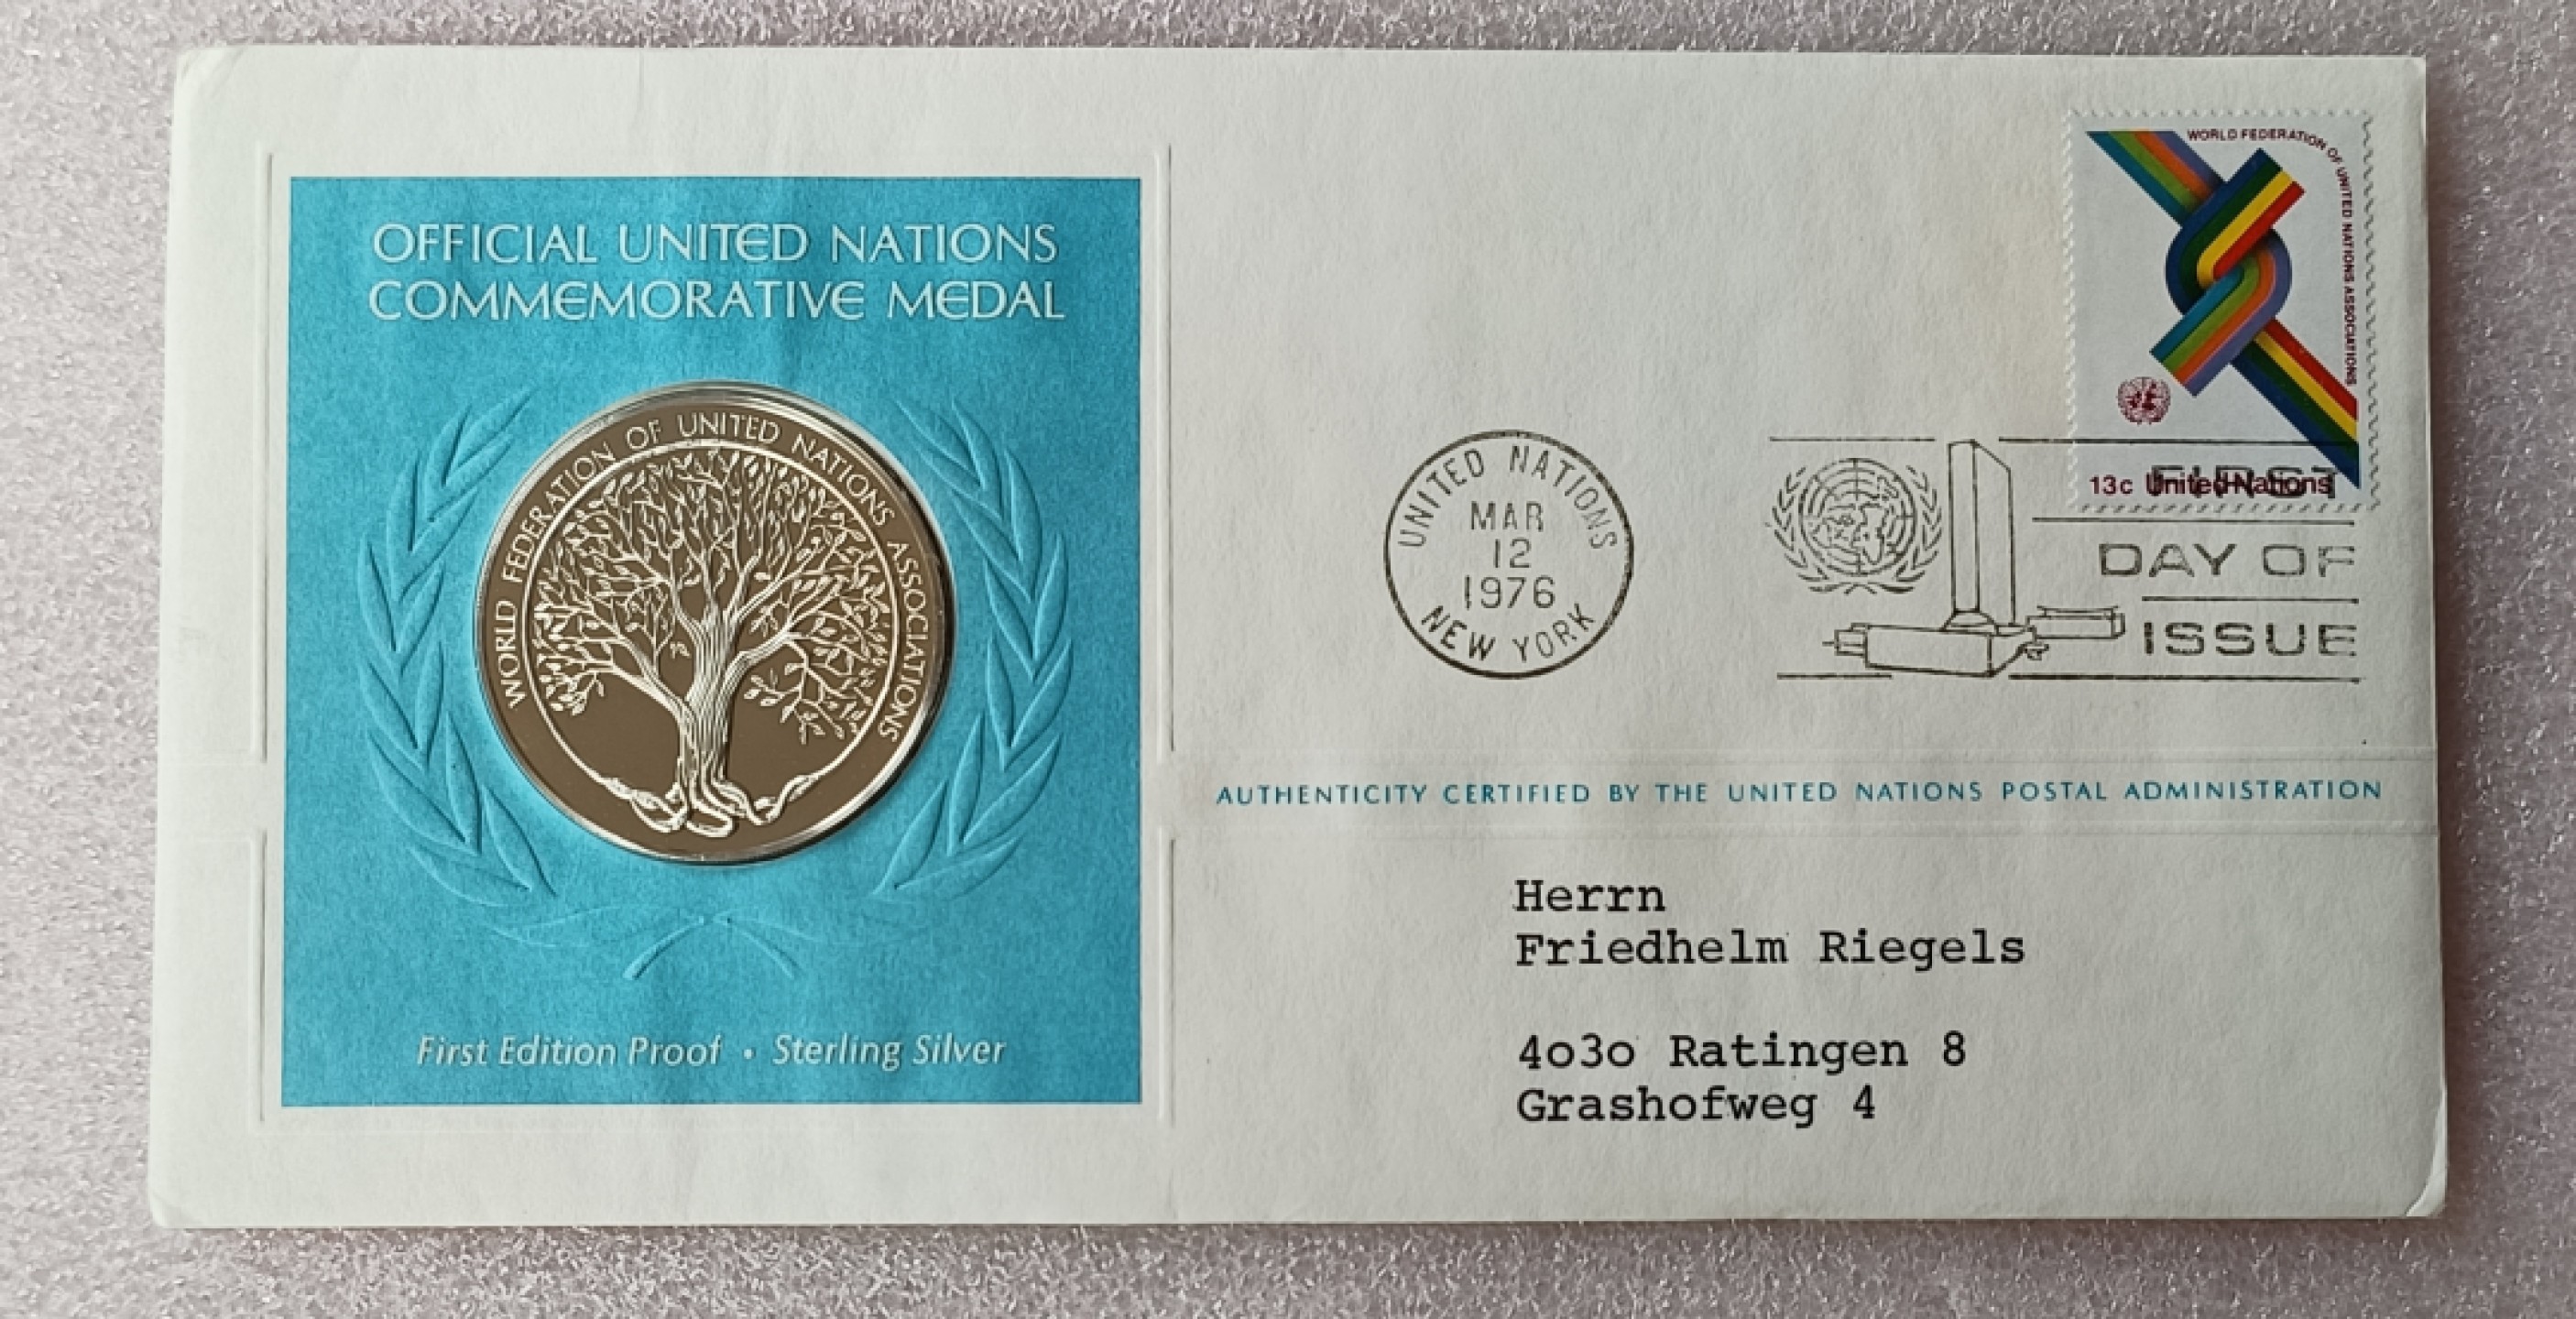 OFFICIAL UNITED NATIONS
COMMEMORATIVE MEDAL
WORLD FEDERATION OF UNITED NATIONS ASSOCIATIONS
First Edition Proof • Sterling Silver
WORLD FEDERATION OF UNITED NATIONS ASSOCIATIONS
13c United Nations
UNITED NATIONS
MAR
12
1976
NEW YORK
FIRST
DAY OF
ISSUE
AUTHENTICITY CERTIFIED BY THE UNITED NATIONS POSTAL ADMINISTRATION
Herrn
Friedhelm Riegels
4o3o Ratingen 8
Grashofweg 4